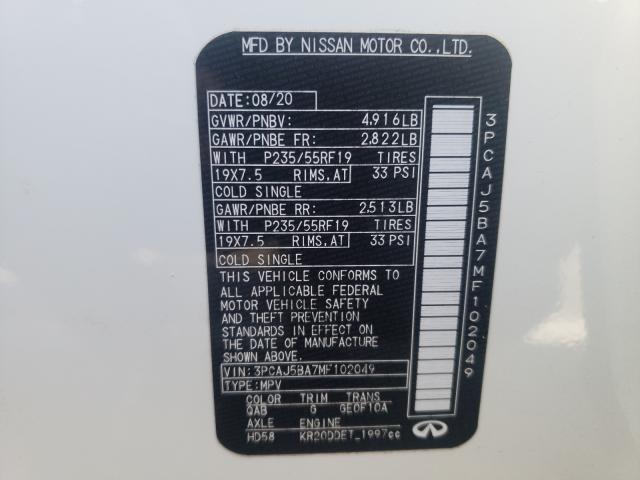 MFD BY NISSAN MOTOR CO.,LTD.
DATE:08/20
GVWR/PNBV: 4,916LB
GAWR/PNBE FR: 2,822LB
WITH P235/55RF19 TIRES
19X7.5 RIMS,AT 33 PSI
COLD SINGLE
GAWR/PNBE RR: 2,513LB
WITH P235/55RF19 TIRES
19X7.5 RIMS,AT 33 PSI
COLD SINGLE
THIS VEHICLE CONFORMS TO
ALL APPLICABLE FEDERAL
MOTOR VEHICLE SAFETY
AND THEFT PREVENTION
STANDARDS IN EFFECT ON
THE DATE OF MANUFACTURE
SHOWN ABOVE.
VIN:3PCAJ5BA7MF102049
TYPE:MPV
COLOR TRIM TRANS
QAB G GE0F10A
AXLE ENGINE
HD58 KR20DDET_1997cc
3PCAJ5BA7MF102049